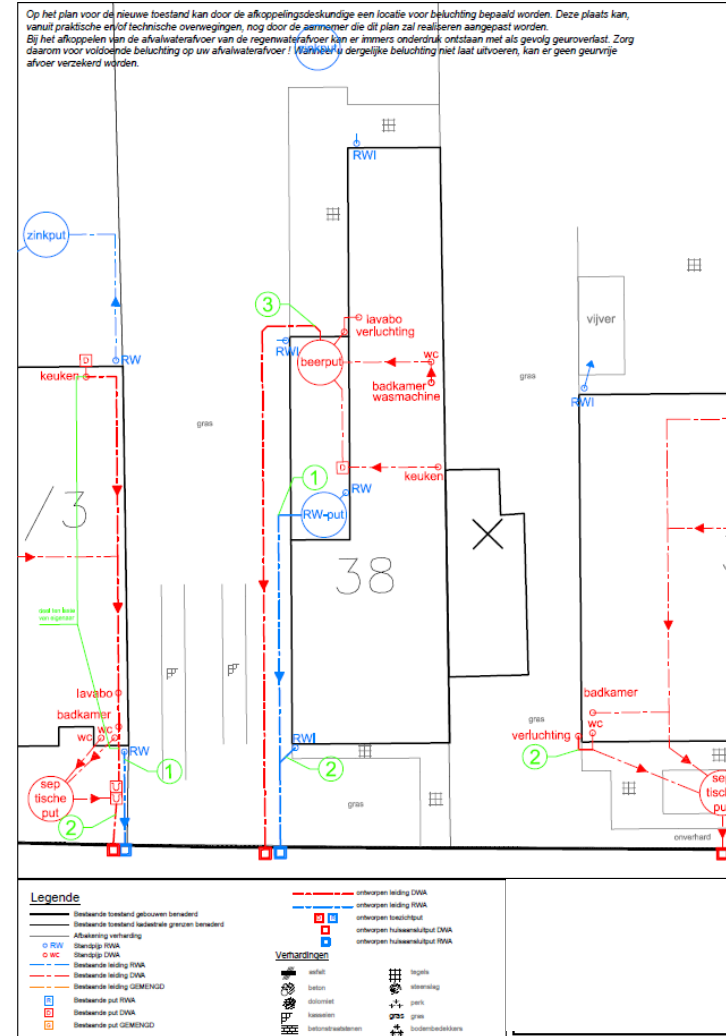 Op het plan voor de nieuwe toestand kan door de afkoppelingsdeskundige een locatie voor beluchting bepaald worden. Deze plaats kan,
vanuit praktische en/of technische overwegingen, nog door de aannemer die dit plan zal realiseren aangepast worden.
Bij het afkoppelen van de afvalwaterafvoer van de regenwaterafvoer kan er immers onderdruk ontstaan met als gevolg geuroverlast. Zorg
daarom voor voldoende beluchting op uw afvalwaterafvoer ! Wanneer u dergelijke beluchting niet laat uitvoeren, kan er geen geurvrije
afvoer verzekerd worden.
zinkput
RWI
zinkput
3
lavabo
verluchting
vijver
RW
D
keuken
RWI
beerput
wc
badkamer
wasmachine
gras
RWI
gras
1
D
keuken
RW
RW-put
/3
38
lavabo
badkamer
wc
wc
RW
1
RWI
2
gras
badkamer
wc
verluchting
2
sep
tische
put
2
gras
sep
tische
put
onverhard
Legende
Bestaande toestand gebouwen benaderd
Bestaande toestand kadastrale grenzen benaderd
Afbakening verharding
RW Standpijp RWA
wc Standpijp DWA
Bestaande leiding RWA
Bestaande leiding DWA
Bestaande leiding GEMENGD
R Bestaande put RWA
D Bestaande put DWA
G Bestaande put GEMENGD
ontworpen leiding DWA
ontworpen leiding RWA
ontworpen toezichtput
ontworpen huisaansluitput DWA
ontworpen huisaansluitput RWA
Verhardingen
asfalt
beton
dolomiet
kasseien
betonstraatstenen
tegels
steenslag
perk
gras gras
bodembedekkers